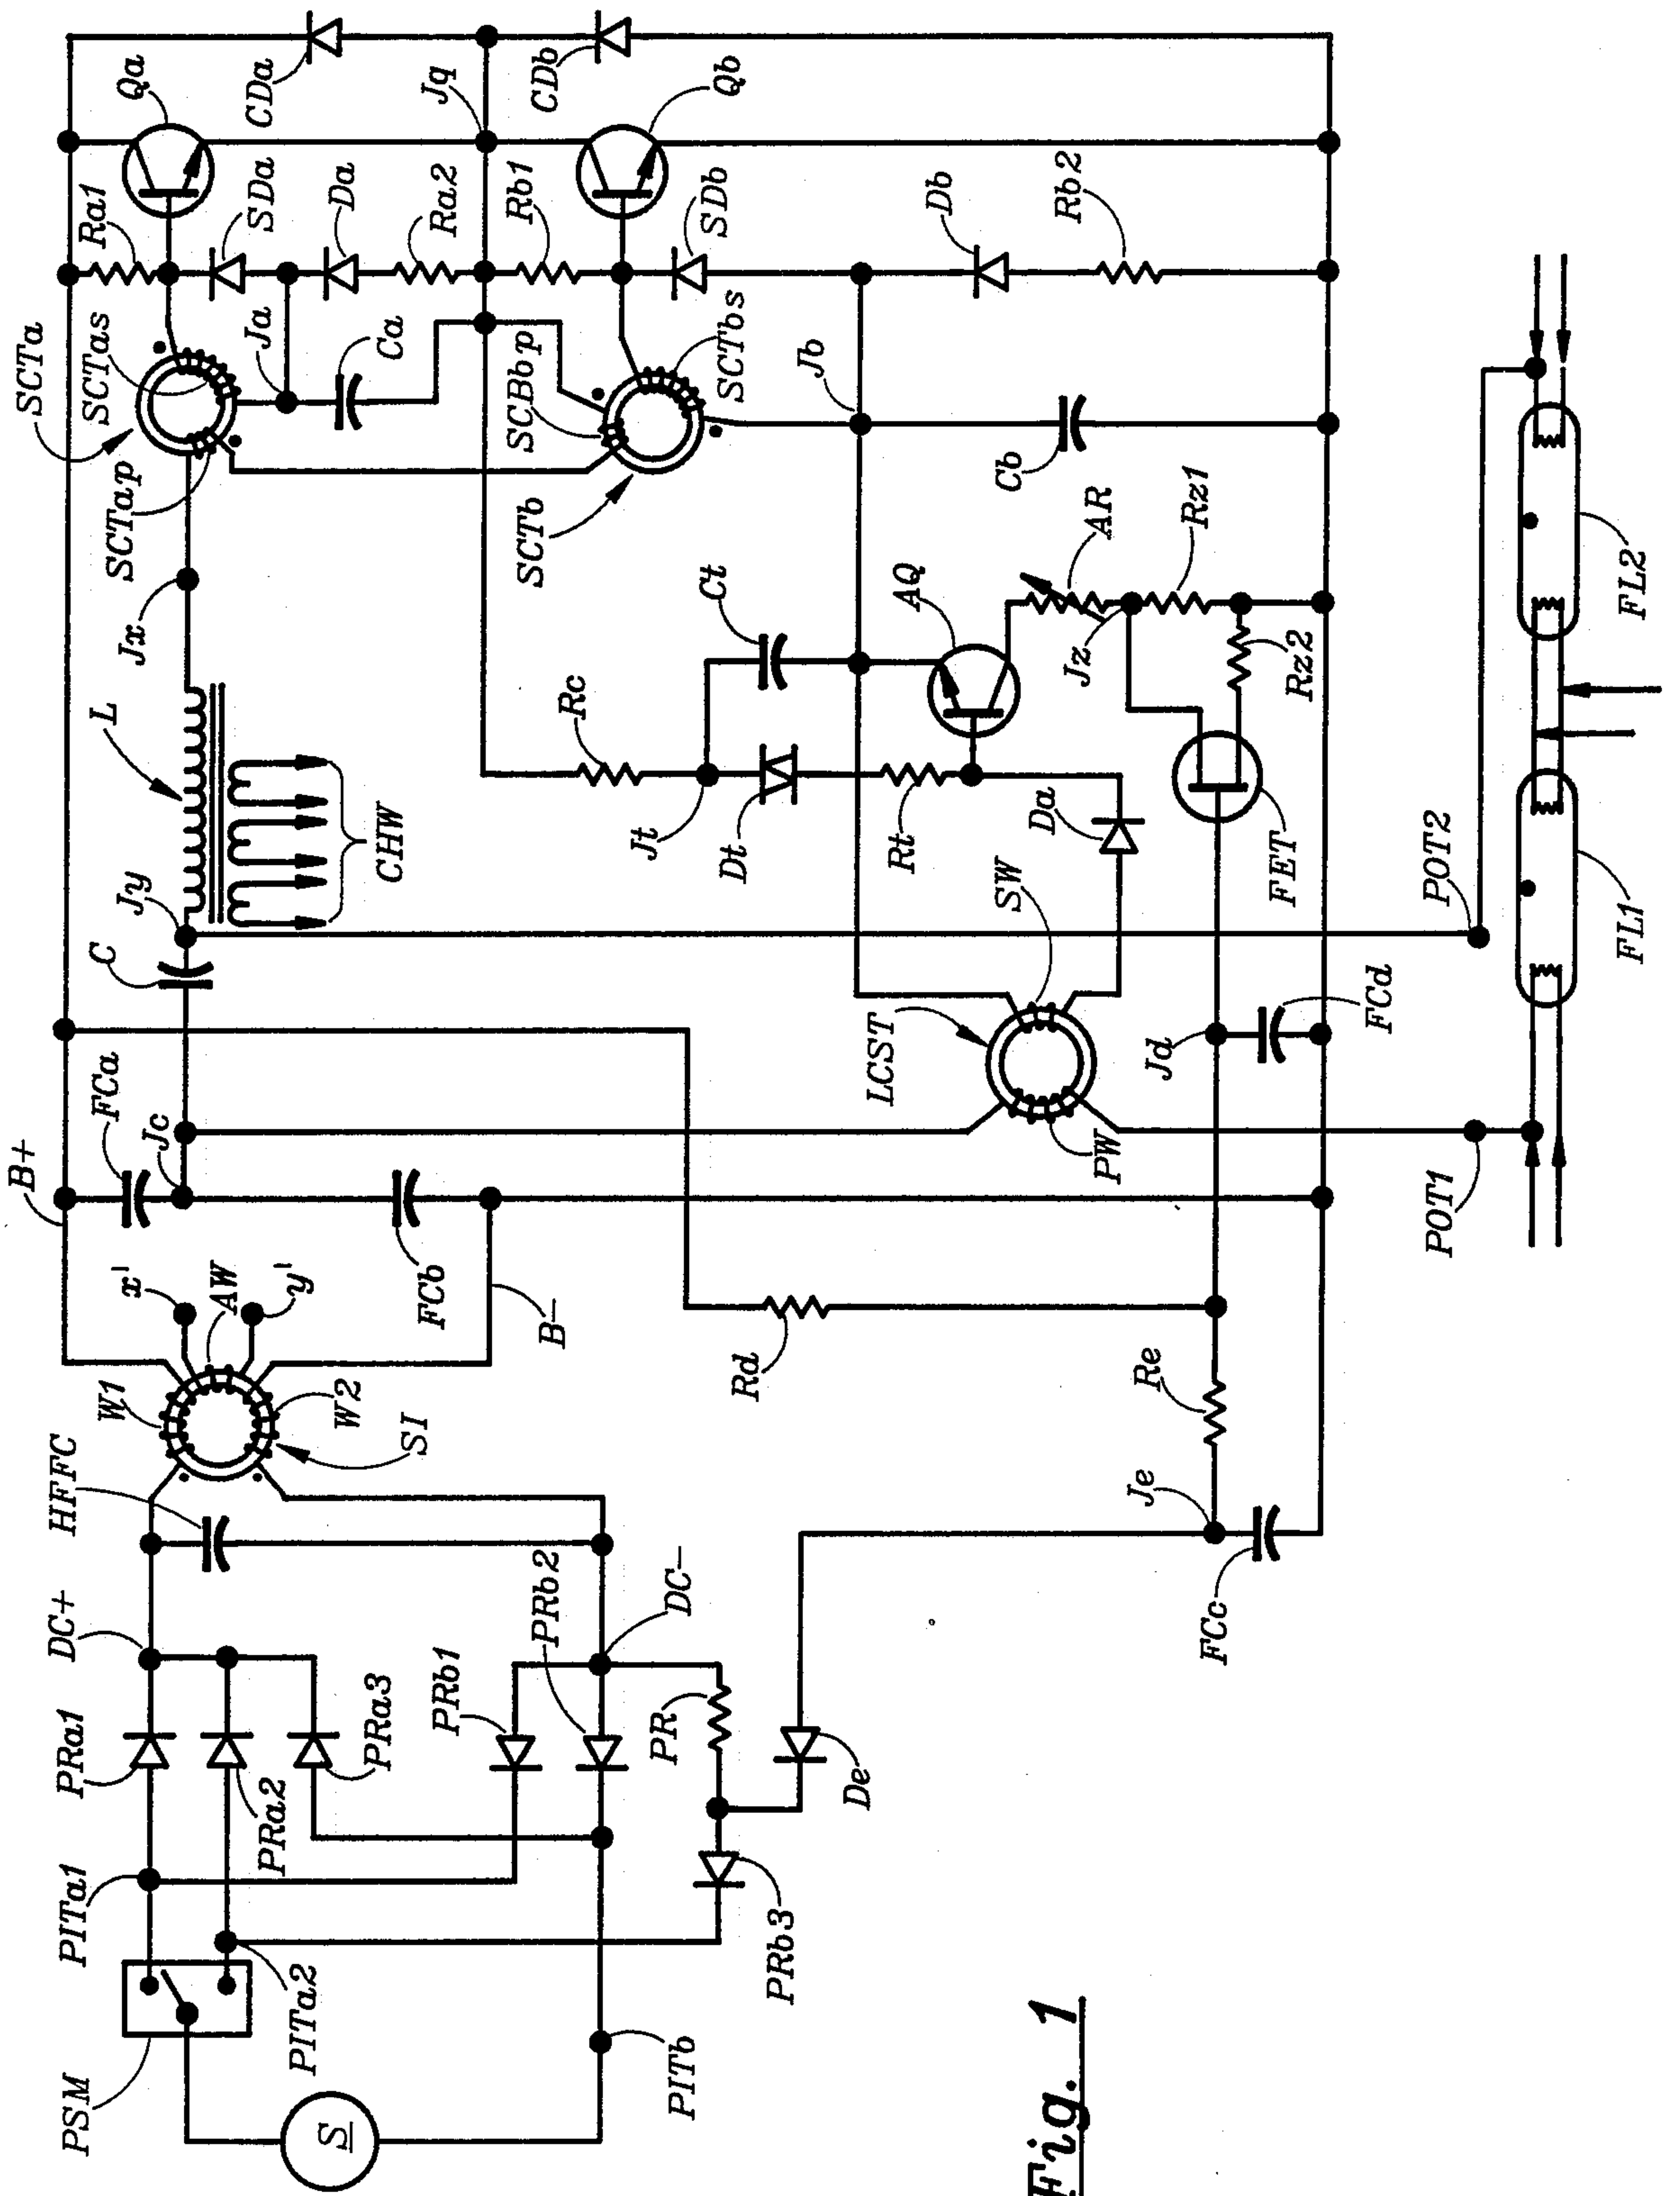 PSM
S
PITa1
PITa2
PITb
PRa1
PRa2
PRa3
DC+
PRb1
PRb2
DC−
PR
PRb3
De
HFFC
W1
W2
SI
x'
AW
y'
B+
B−
FCa
Jc
FCb
C
Jy
L
CHW
Jx
SCTap
SCTa
SCTas
Ja
Ca
Ra1
Qa
SDa
Da
Ra2
CDa
Jq
Rb1
CDb
Qb
SDb
SCBbp
SCTbs
SCTb
Jb
Cb
Db
Rb2
Rc
Ct
Jt
Dt
Rt
AQ
AR
Jz
Rz1
Rz2
Da
FET
SW
LCST
PW
Jd
FCd
Rd
Re
Je
FCc
POT1
POT2
FL1
FL2
Fig. 1